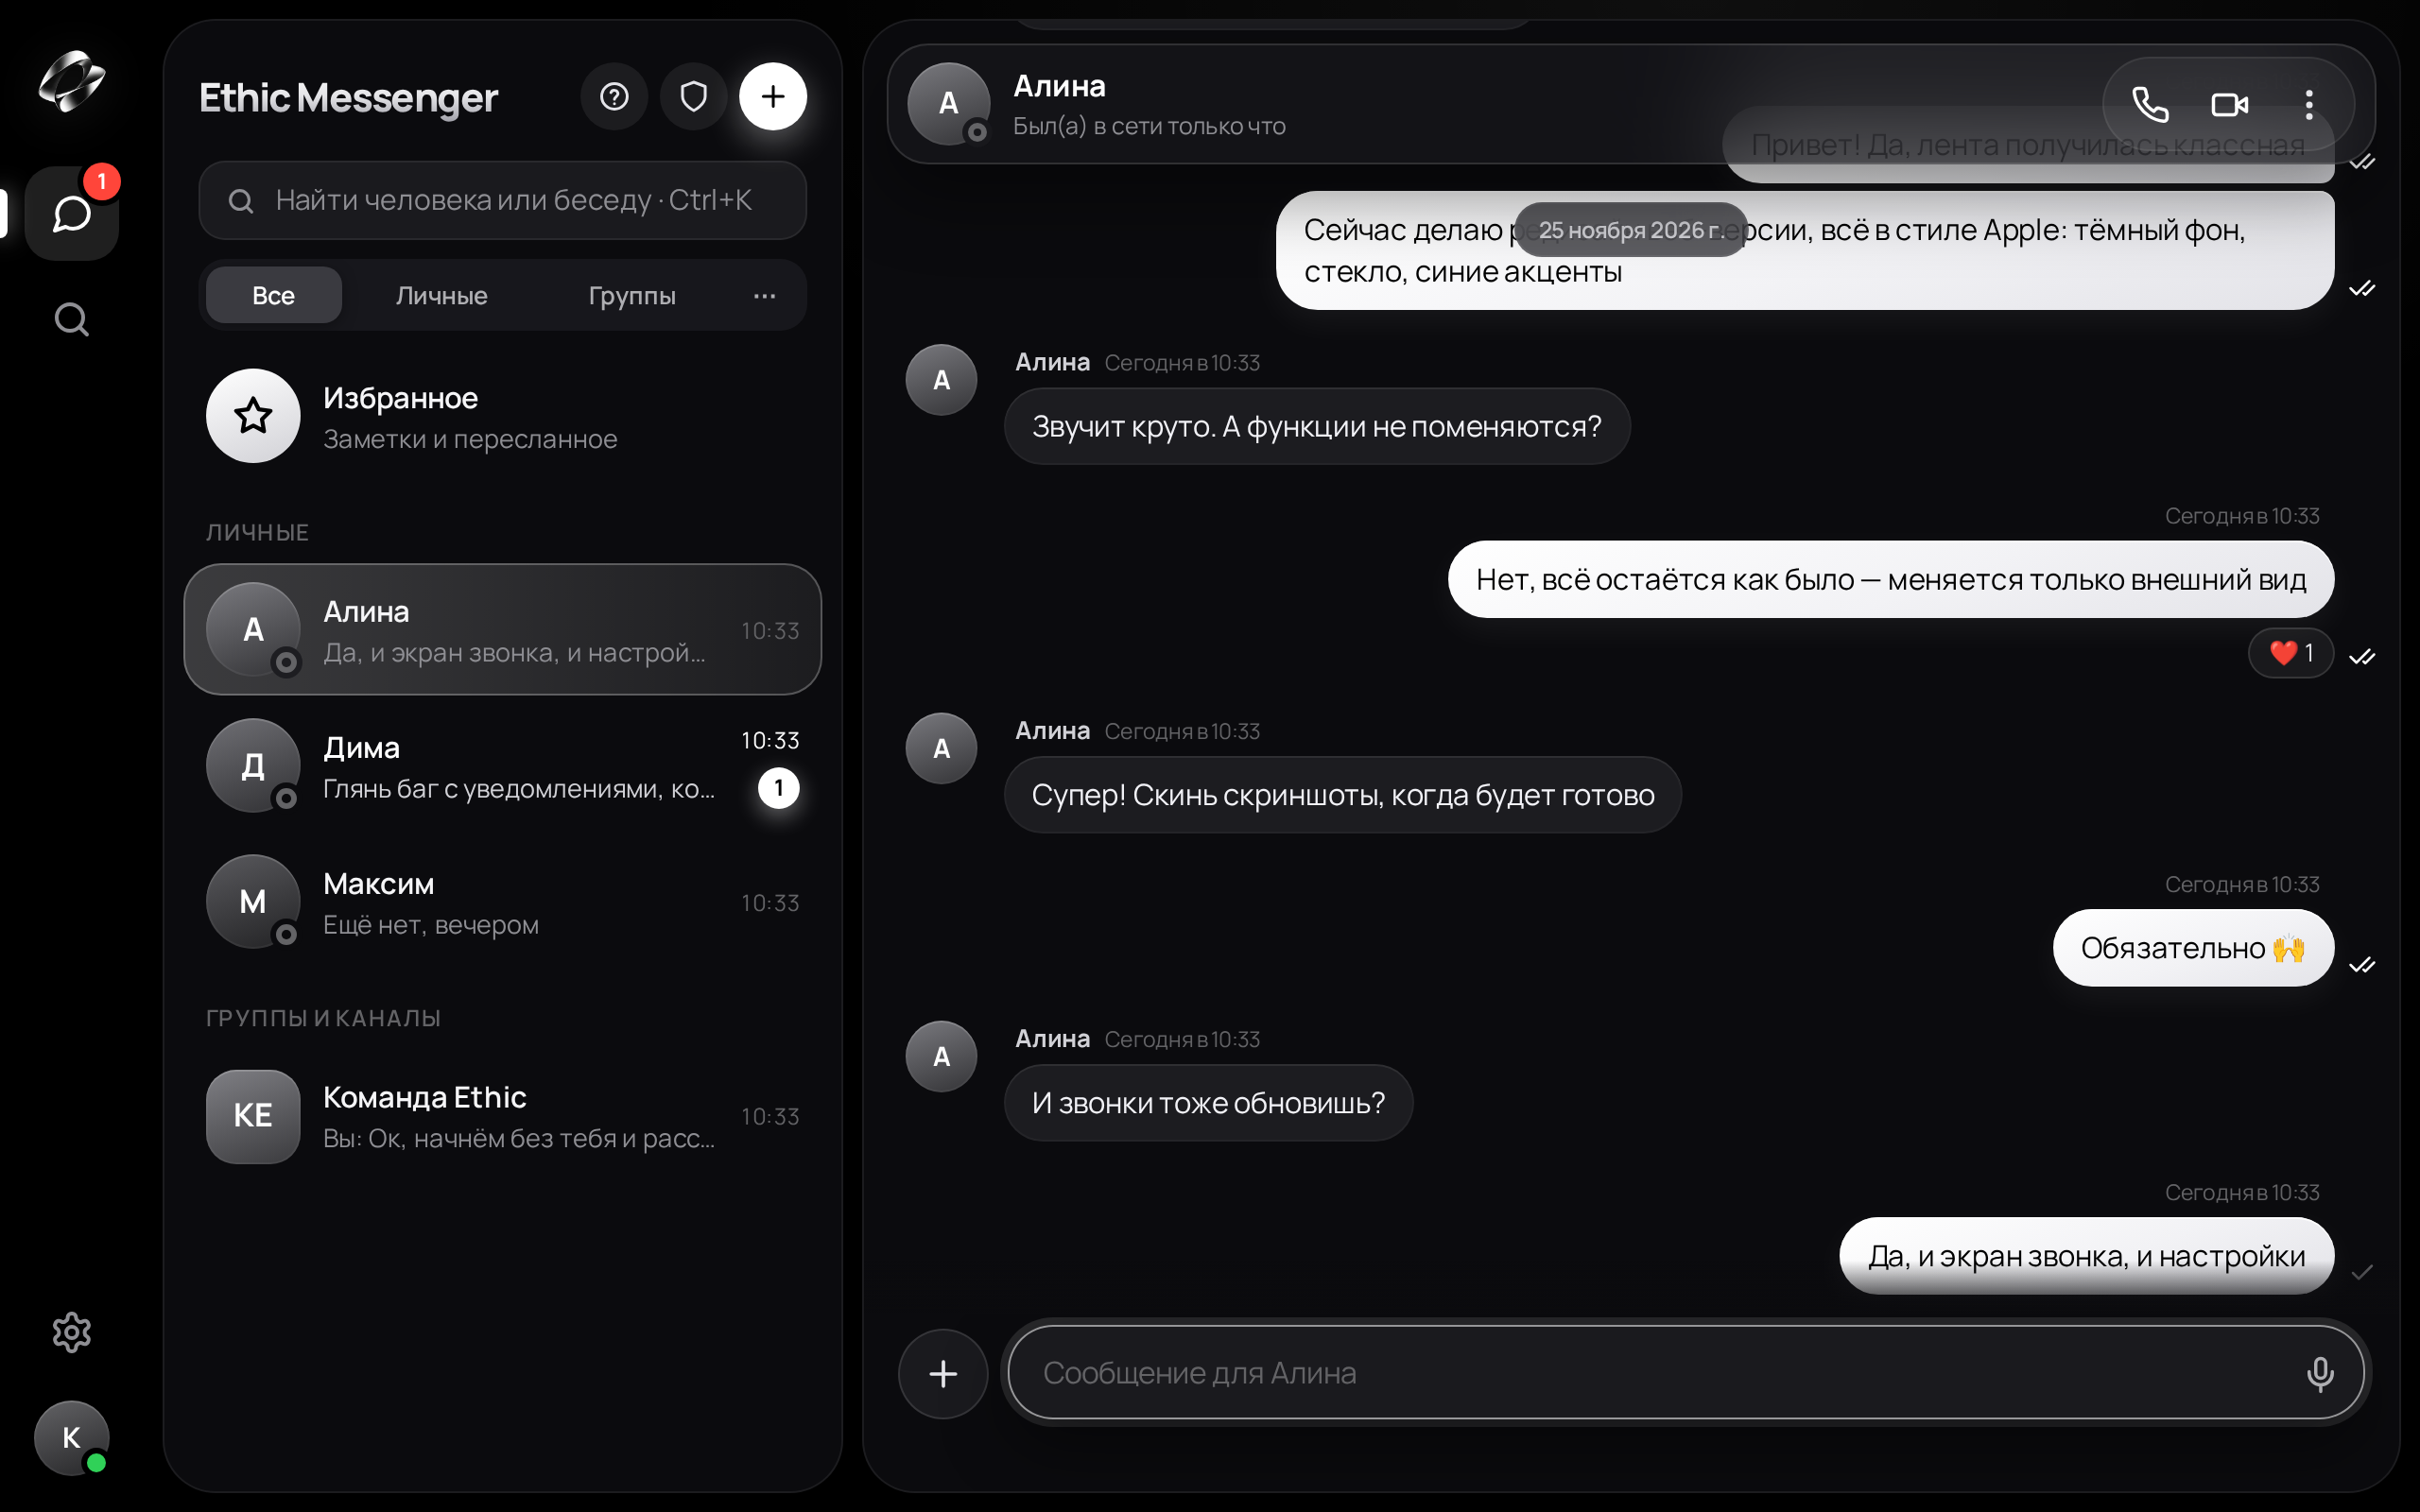 Ethic Messenger
1
Найти человека или беседу · Ctrl+K
Все
Личные
Группы
Избранное
Заметки и пересланное
ЛИЧНЫЕ
А
Алина
Да, и экран звонка, и настрой...
10:33
Д
Дима
Глянь баг с уведомлениями, ко...
10:33
1
М
Максим
Ещё нет, вечером
10:33
ГРУППЫ И КАНАЛЫ
KE
Команда Ethic
Вы: Ок, начнём без тебя и расс...
10:33
K
А
Алина
Был(а) в сети только что
Привет! Да, лента получилась классная
25 ноября 2026 г.
Сейчас делаю всё в стиле Apple: тёмный фон,
стекло, синие акценты
А
Алина Сегодня в 10:33
Звучит круто. А функции не поменяются?
Сегодня в 10:33
Нет, всё остаётся как было — меняется только внешний вид
❤️ 1
А
Алина Сегодня в 10:33
Супер! Скинь скриншоты, когда будет готово
Сегодня в 10:33
Обязательно 🙌
А
Алина Сегодня в 10:33
И звонки тоже обновишь?
Сегодня в 10:33
Да, и экран звонка, и настройки
Сообщение для Алина